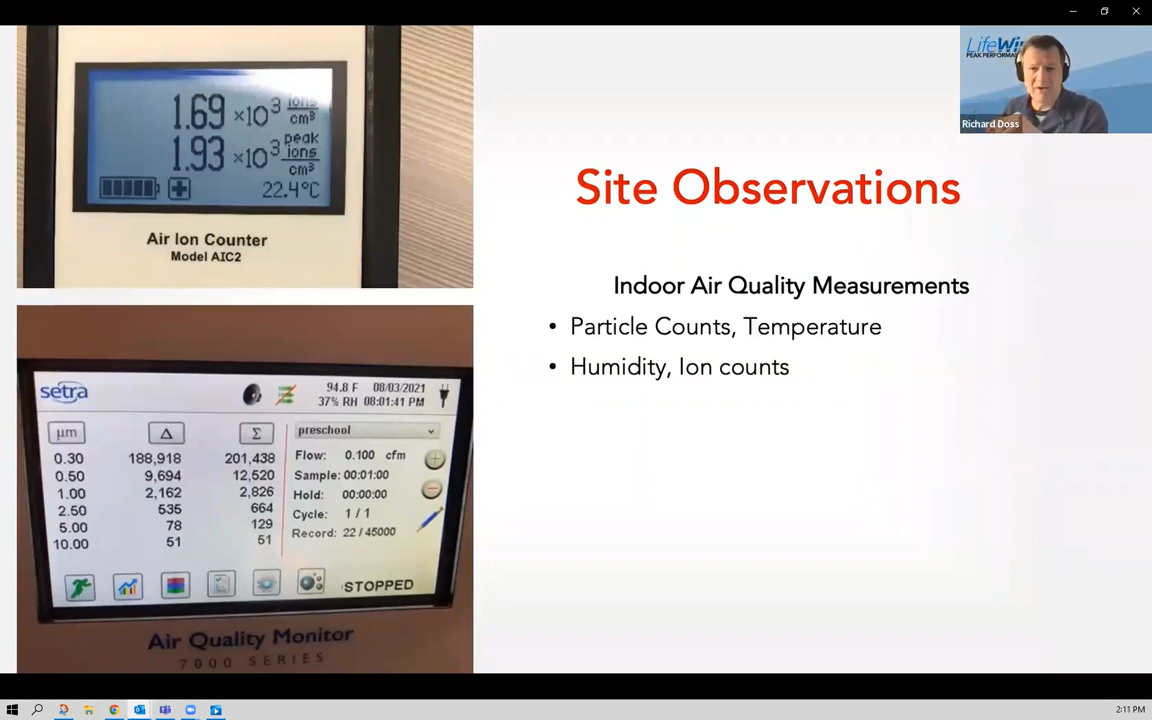 1.69 ×10³ ions/cm³
1.93 ×10³ peak ions/cm³
22.4°C
Air Ion Counter
Model AIC2
setra
94.8 F 08/03/2021
37% RH 08:01:41 PM
µm Δ Σ
0.30 188,918 201,438
0.50 9,694 12,520
1.00 2,162 2,826
2.50 535 664
5.00 78 129
10.00 51 51
preschool
Flow: 0.100 cfm
Sample: 00:01:00
Hold: 00:00:00
Cycle: 1 / 1
Record: 22 / 45000
STOPPED
Air Quality Monitor
7000 SERIES
Site Observations
Indoor Air Quality Measurements
• Particle Counts, Temperature
• Humidity, Ion counts
PEAK
Richard Doss
2:11 PM